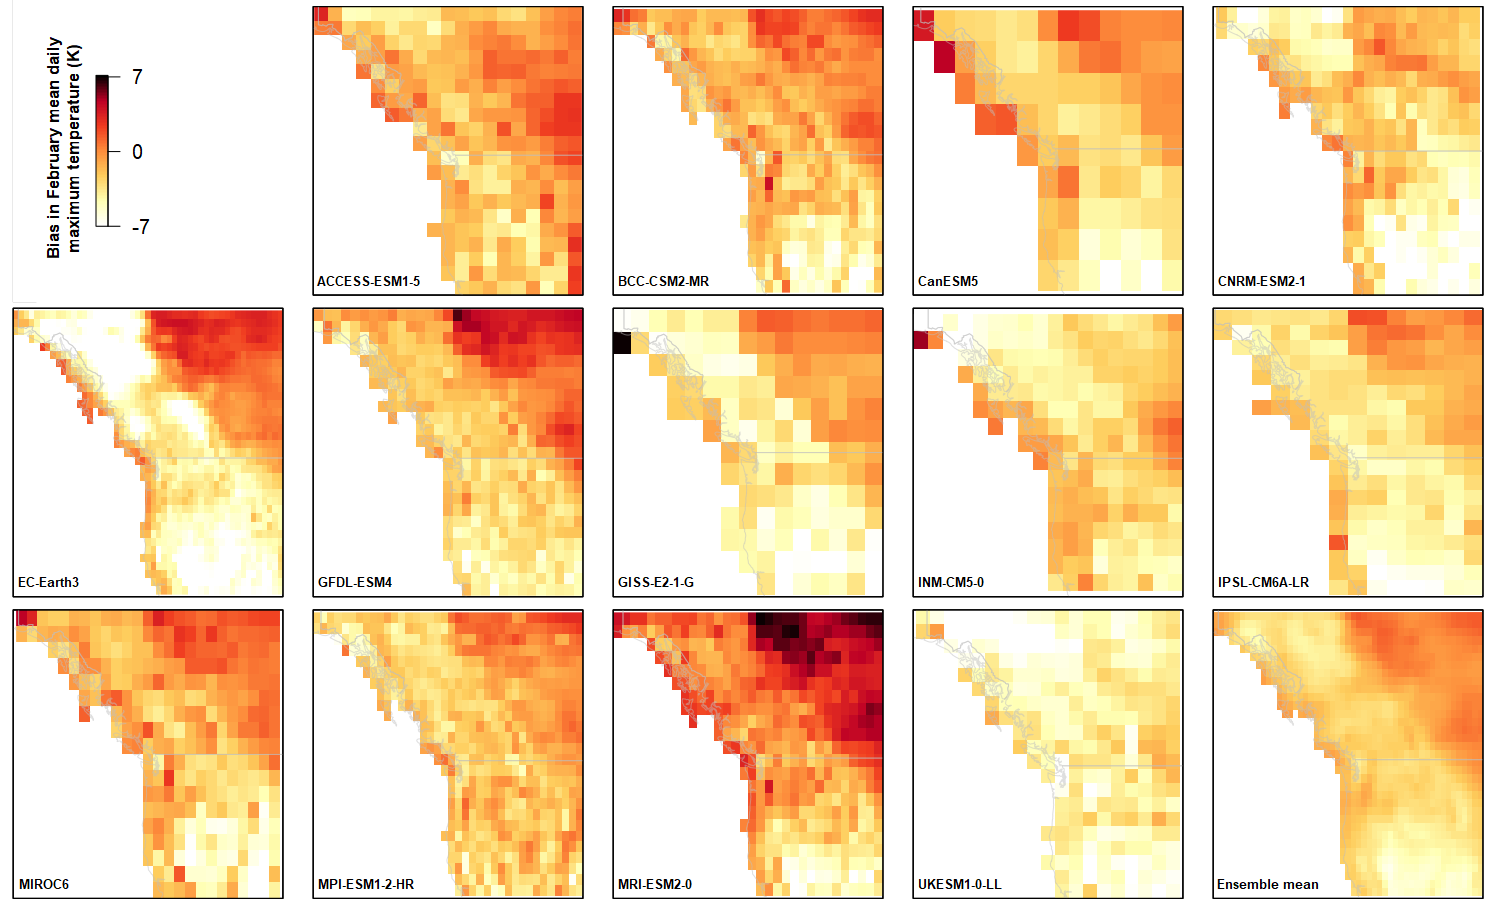 Bias in February mean daily
maximum temperature (K)
7
0
-7
ACCESS-ESM1-5
BCC-CSM2-MR
CanESM5
CNRM-ESM2-1
EC-Earth3
GFDL-ESM4
GISS-E2-1-G
INM-CM5-0
IPSL-CM6A-LR
MIROC6
MPI-ESM1-2-HR
MRI-ESM2-0
UKESM1-0-LL
Ensemble mean